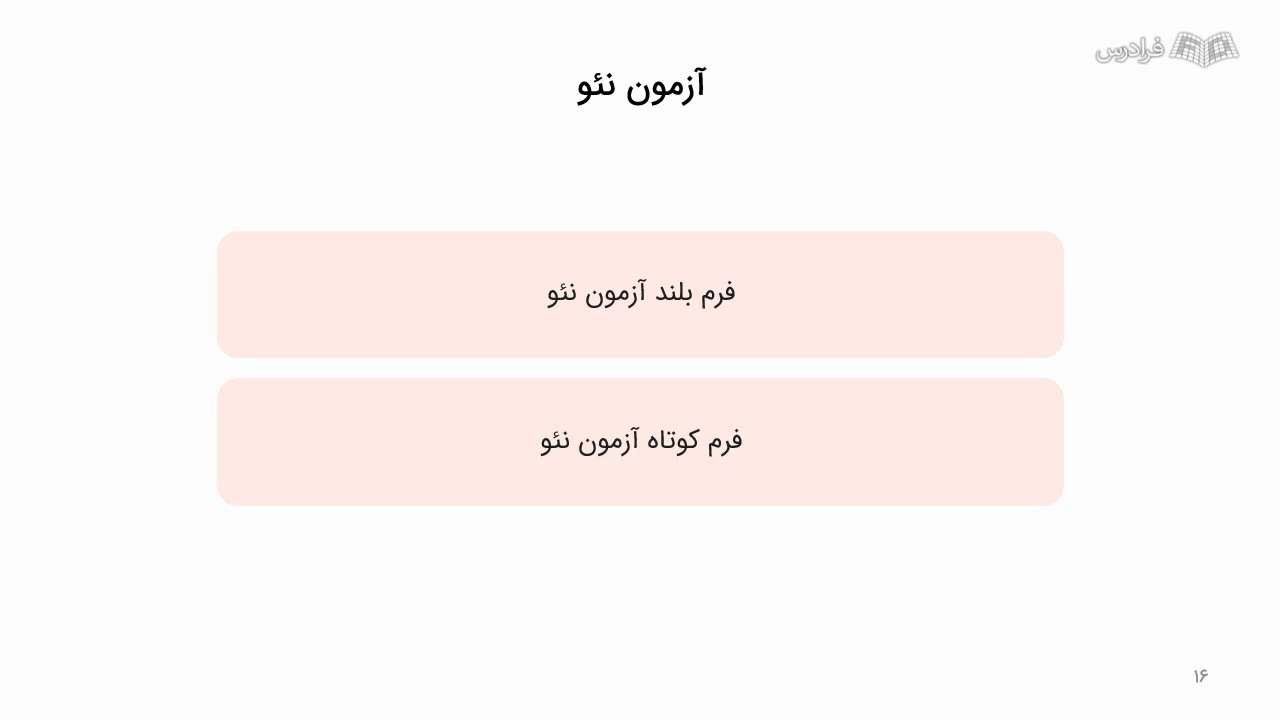 فرادرس
آزمون نئو
فرم بلند آزمون نئو
فرم کوتاه آزمون نئو
۱۶